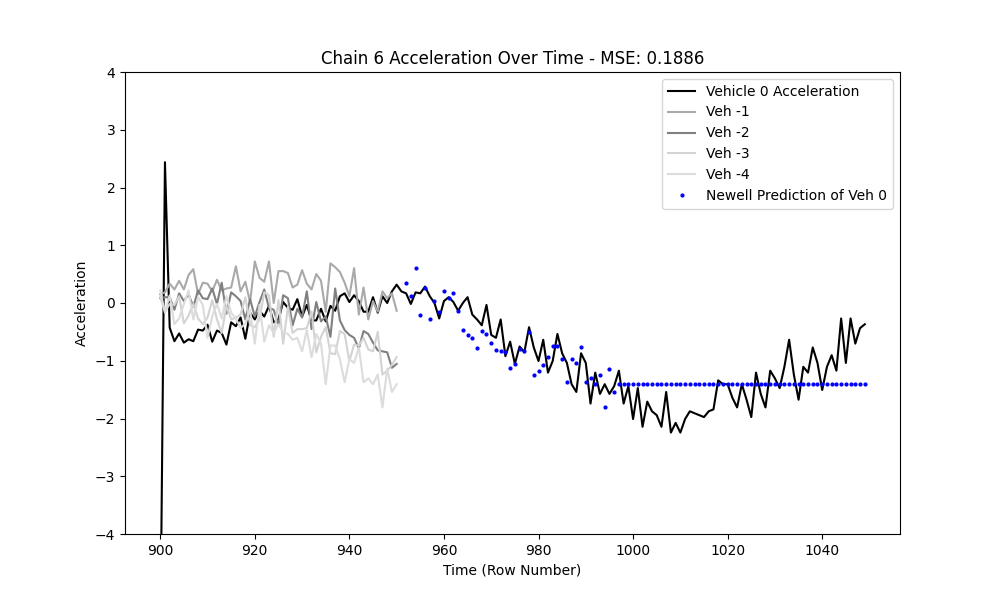 Chain 6 Acceleration Over Time - MSE: 0.1886
Vehicle 0 Acceleration
Veh -1
Veh -2
Veh -3
Veh -4
Newell Prediction of Veh 0
Acceleration
4
3
2
1
0
−1
−2
−3
−4
900
920
940
960
980
1000
1020
1040
Time (Row Number)